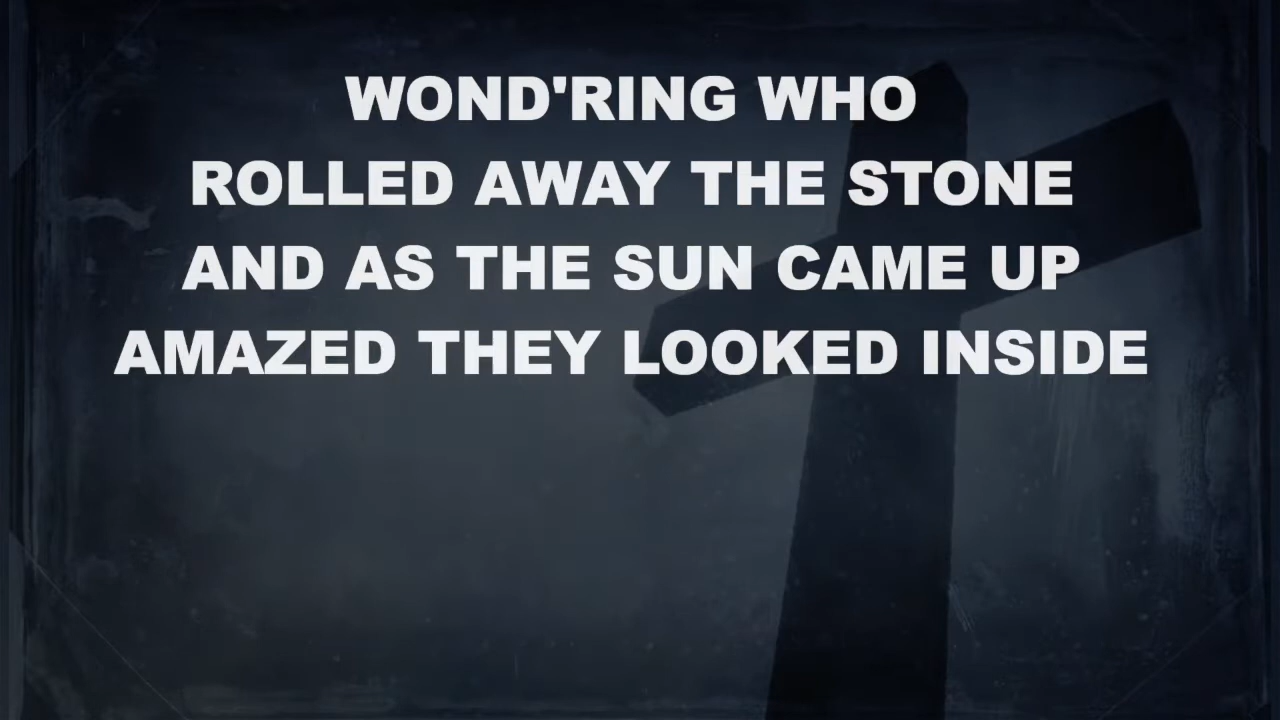 WOND'RING WHO
ROLLED AWAY THE STONE
AND AS THE SUN CAME UP
AMAZED THEY LOOKED INSIDE